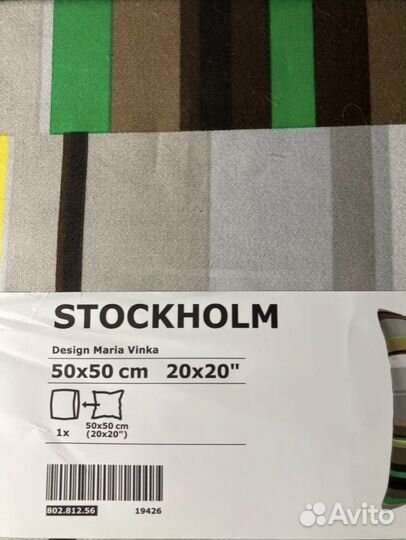 STOCKHOLM
Design Maria Vinka
50x50 cm 20x20"
1x 50x50 cm
(20x20")
802.812.56 19426
Avito